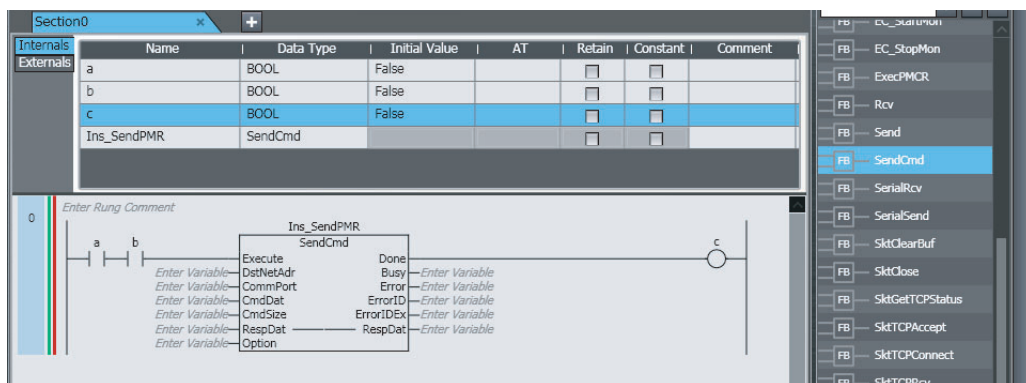 Section0 × +
Internals
Externals
Name Data Type Initial Value AT Retain Constant Comment
a BOOL False
b BOOL False
c BOOL False
Ins_SendPMR SendCmd
0
Enter Rung Comment
Ins_SendPMR
SendCmd
a b Execute Done c
Enter Variable DstNetAdr Busy Enter Variable
Enter Variable CommPort Error Enter Variable
Enter Variable CmdDat ErrorID Enter Variable
Enter Variable CmdSize ErrorIDEx Enter Variable
Enter Variable RespDat RespDat Enter Variable
Enter Variable Option
FB EC_StartMon
FB EC_StopMon
FB ExecPMCR
FB Rcv
FB Send
FB SendCmd
FB SerialRcv
FB SerialSend
FB SktClearBuf
FB SktClose
FB SktGetTCPStatus
FB SktTCPAccept
FB SktTCPConnect
FB SktTCPRcv